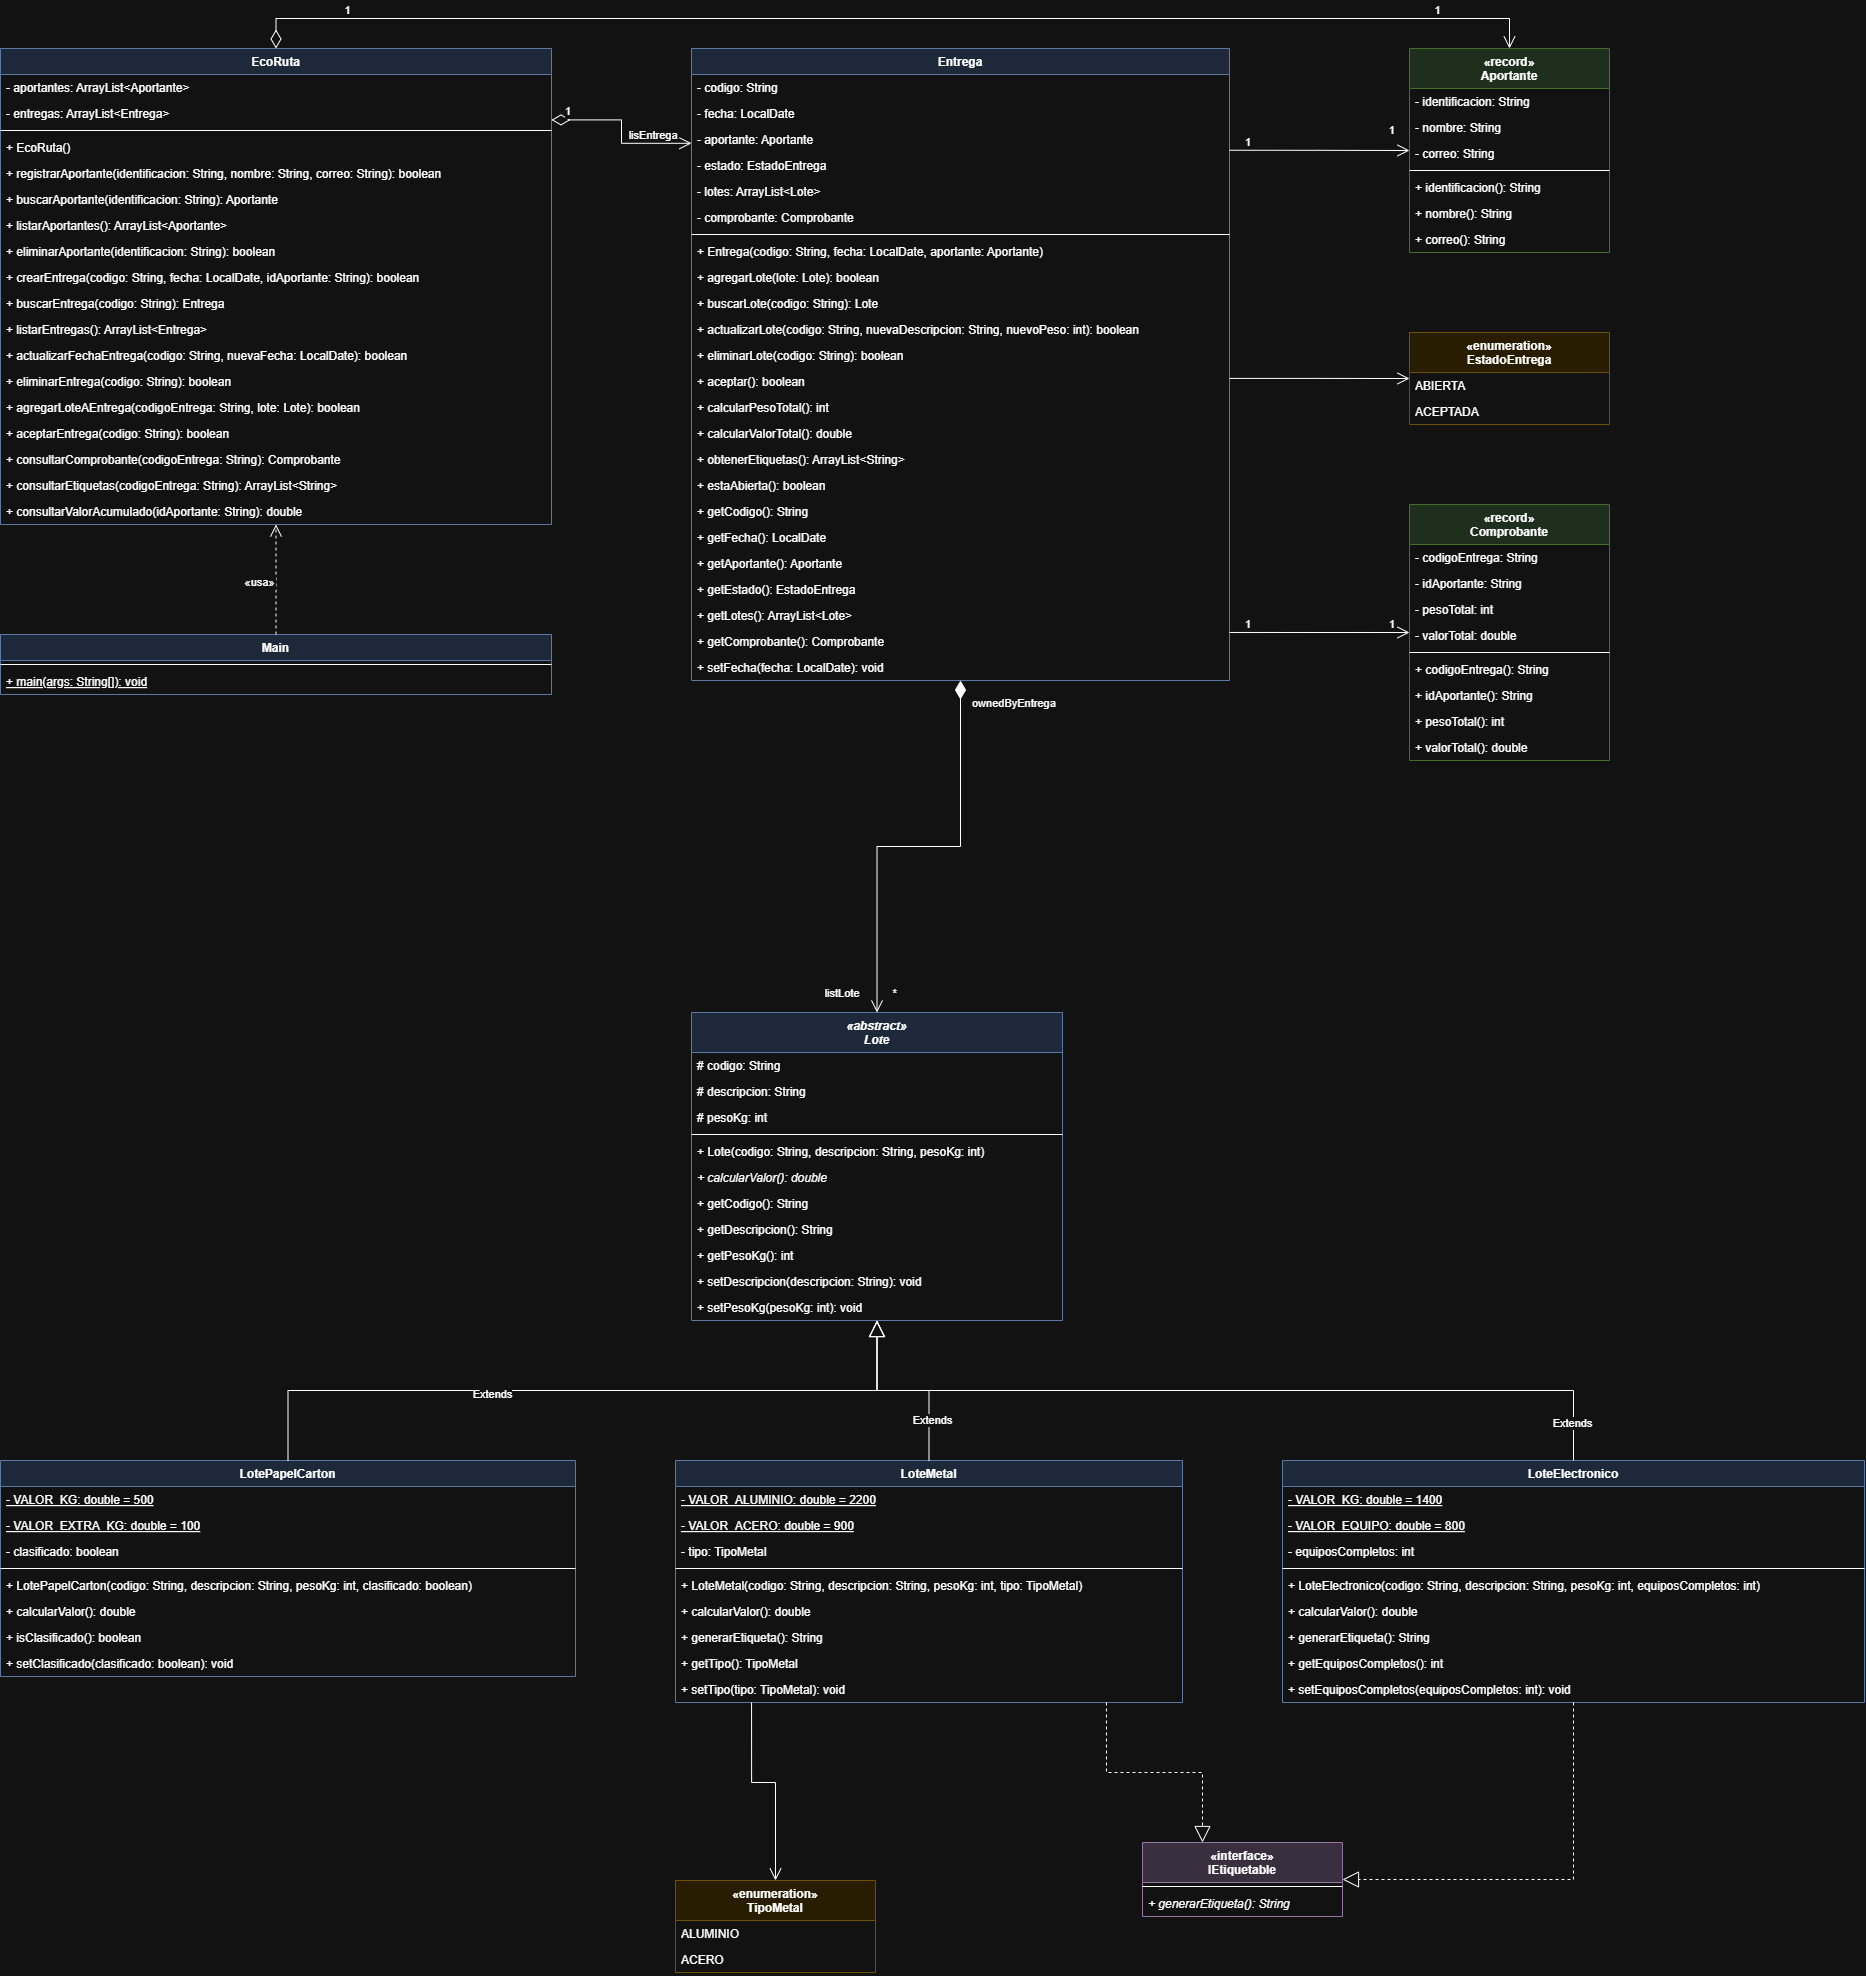 1
1
EcoRuta
- aportantes: ArrayList<Aportante>
- entregas: ArrayList<Entrega>
+ EcoRuta()
+ registrarAportante(identificacion: String, nombre: String, correo: String): boolean
+ buscarAportante(identificacion: String): Aportante
+ listarAportantes(): ArrayList<Aportante>
+ eliminarAportante(identificacion: String): boolean
+ crearEntrega(codigo: String, fecha: LocalDate, idAportante: String): boolean
+ buscarEntrega(codigo: String): Entrega
+ listarEntregas(): ArrayList<Entrega>
+ actualizarFechaEntrega(codigo: String, nuevaFecha: LocalDate): boolean
+ eliminarEntrega(codigo: String): boolean
+ agregarLoteAEntrega(codigoEntrega: String, lote: Lote): boolean
+ aceptarEntrega(codigo: String): boolean
+ consultarComprobante(codigoEntrega: String): Comprobante
+ consultarEtiquetas(codigoEntrega: String): ArrayList<String>
+ consultarValorAcumulado(idAportante: String): double
1
lisEntrega
«usa»
Main
+ main(args: String[]): void
Entrega
- codigo: String
- fecha: LocalDate
- aportante: Aportante
- estado: EstadoEntrega
- lotes: ArrayList<Lote>
- comprobante: Comprobante
+ Entrega(codigo: String, fecha: LocalDate, aportante: Aportante)
+ agregarLote(lote: Lote): boolean
+ buscarLote(codigo: String): Lote
+ actualizarLote(codigo: String, nuevaDescripcion: String, nuevoPeso: int): boolean
+ eliminarLote(codigo: String): boolean
+ aceptar(): boolean
+ calcularPesoTotal(): int
+ calcularValorTotal(): double
+ obtenerEtiquetas(): ArrayList<String>
+ estaAbierta(): boolean
+ getCodigo(): String
+ getFecha(): LocalDate
+ getAportante(): Aportante
+ getEstado(): EstadoEntrega
+ getLotes(): ArrayList<Lote>
+ getComprobante(): Comprobante
+ setFecha(fecha: LocalDate): void
1
1
«record»
Aportante
- identificacion: String
- nombre: String
- correo: String
+ identificacion(): String
+ nombre(): String
+ correo(): String
«enumeration»
EstadoEntrega
ABIERTA
ACEPTADA
1
1
«record»
Comprobante
- codigoEntrega: String
- idAportante: String
- pesoTotal: int
- valorTotal: double
+ codigoEntrega(): String
+ idAportante(): String
+ pesoTotal(): int
+ valorTotal(): double
ownedByEntrega
listLote
*
«abstract»
Lote
# codigo: String
# descripcion: String
# pesoKg: int
+ Lote(codigo: String, descripcion: String, pesoKg: int)
+ calcularValor(): double
+ getCodigo(): String
+ getDescripcion(): String
+ getPesoKg(): int
+ setDescripcion(descripcion: String): void
+ setPesoKg(pesoKg: int): void
Extends
Extends
Extends
LotePapelCarton
- VALOR_KG: double = 500
- VALOR_EXTRA_KG: double = 100
- clasificado: boolean
+ LotePapelCarton(codigo: String, descripcion: String, pesoKg: int, clasificado: boolean)
+ calcularValor(): double
+ isClasificado(): boolean
+ setClasificado(clasificado: boolean): void
LoteMetal
- VALOR_ALUMINIO: double = 2200
- VALOR_ACERO: double = 900
- tipo: TipoMetal
+ LoteMetal(codigo: String, descripcion: String, pesoKg: int, tipo: TipoMetal)
+ calcularValor(): double
+ generarEtiqueta(): String
+ getTipo(): TipoMetal
+ setTipo(tipo: TipoMetal): void
LoteElectronico
- VALOR_KG: double = 1400
- VALOR_EQUIPO: double = 800
- equiposCompletos: int
+ LoteElectronico(codigo: String, descripcion: String, pesoKg: int, equiposCompletos: int)
+ calcularValor(): double
+ generarEtiqueta(): String
+ getEquiposCompletos(): int
+ setEquiposCompletos(equiposCompletos: int): void
«interface»
IEtiquetable
+ generarEtiqueta(): String
«enumeration»
TipoMetal
ALUMINIO
ACERO